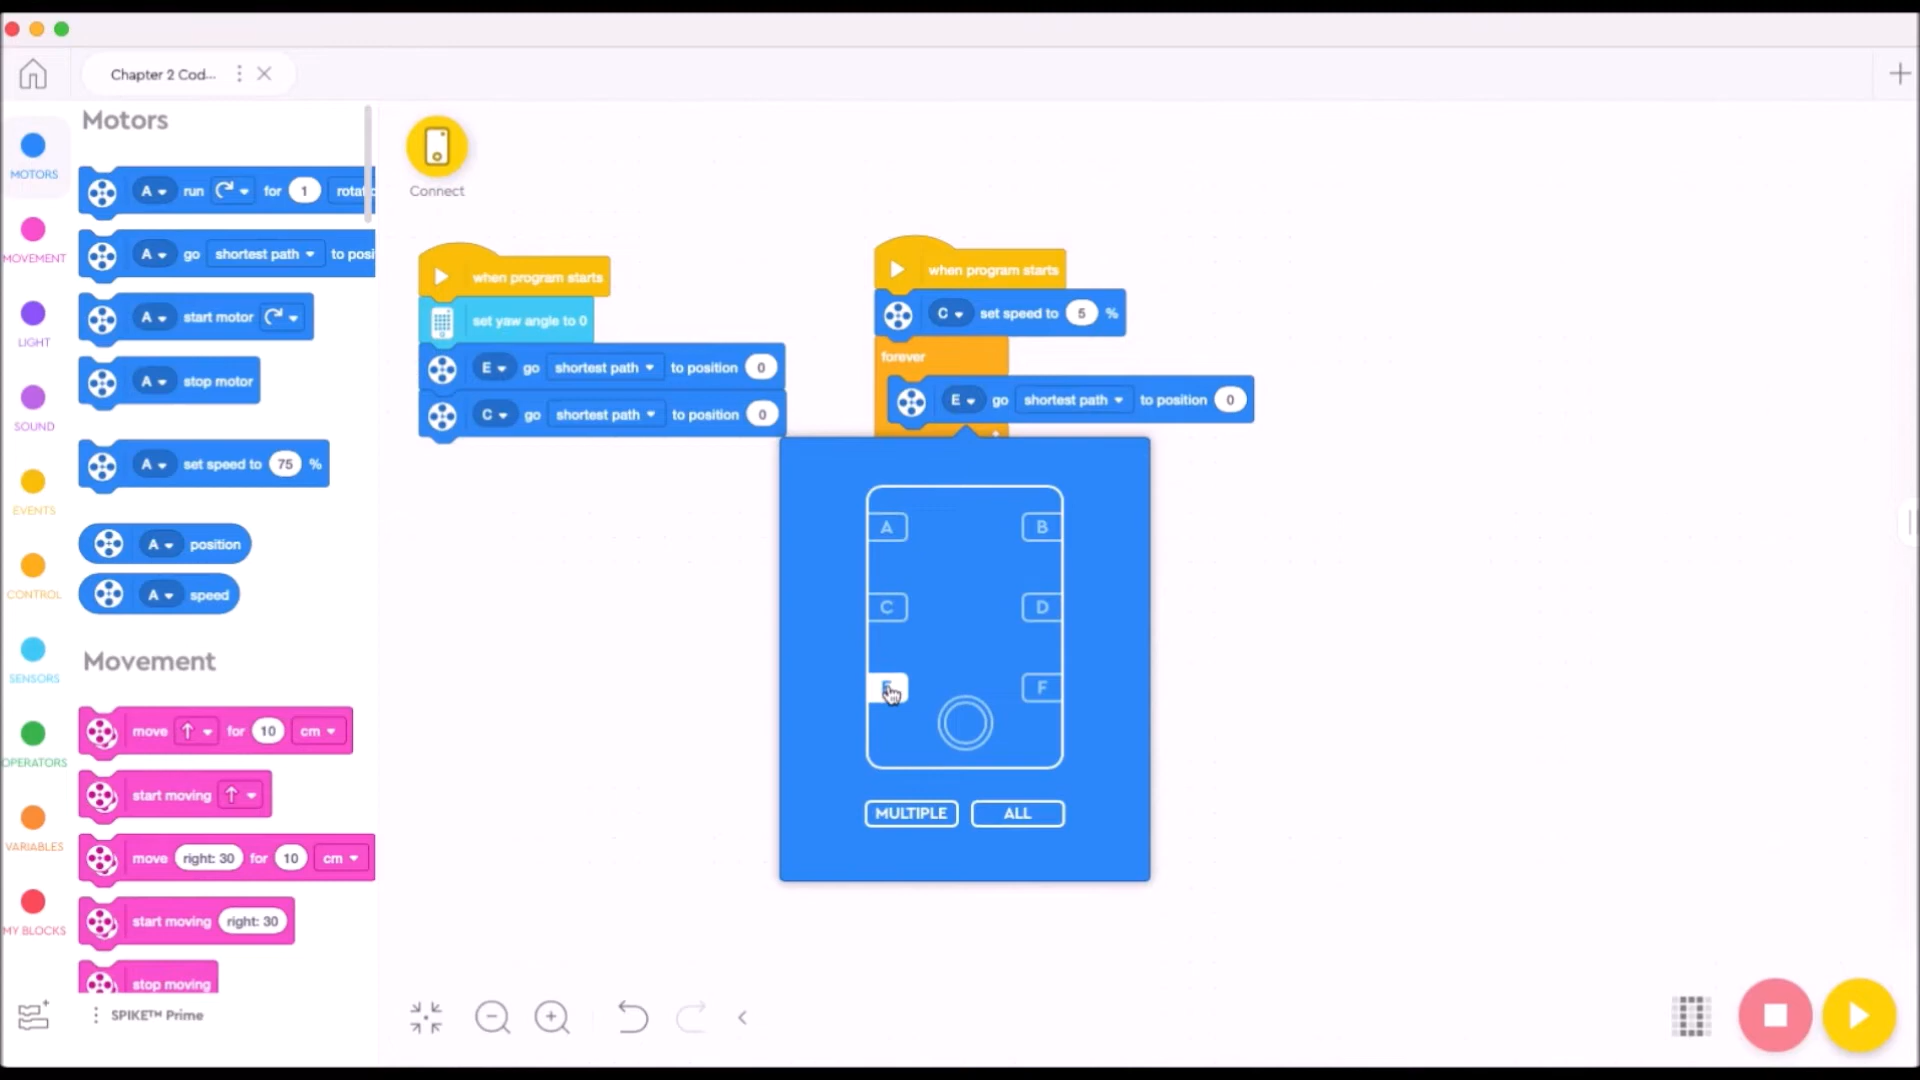 Chapter 2 Cod...
Motors
MOTORS
MOVEMENT
LIGHT
SOUND
EVENTS
CONTROL
SENSORS
OPERATORS
VARIABLES
MY BLOCKS
A run for 1 rotat
A go shortest path to posi
A start motor
A stop motor
A set speed to 75 %
A position
A speed
Movement
move for 10 cm
start moving
move right: 30 for 10 cm
start moving right: 30
stop moving
SPIKE™ Prime
Connect
when program starts
set yaw angle to 0
E go shortest path to position 0
C go shortest path to position 0
when program starts
C set speed to 5 %
forever
E go shortest path to position 0
A B
C D
F
MULTIPLE ALL